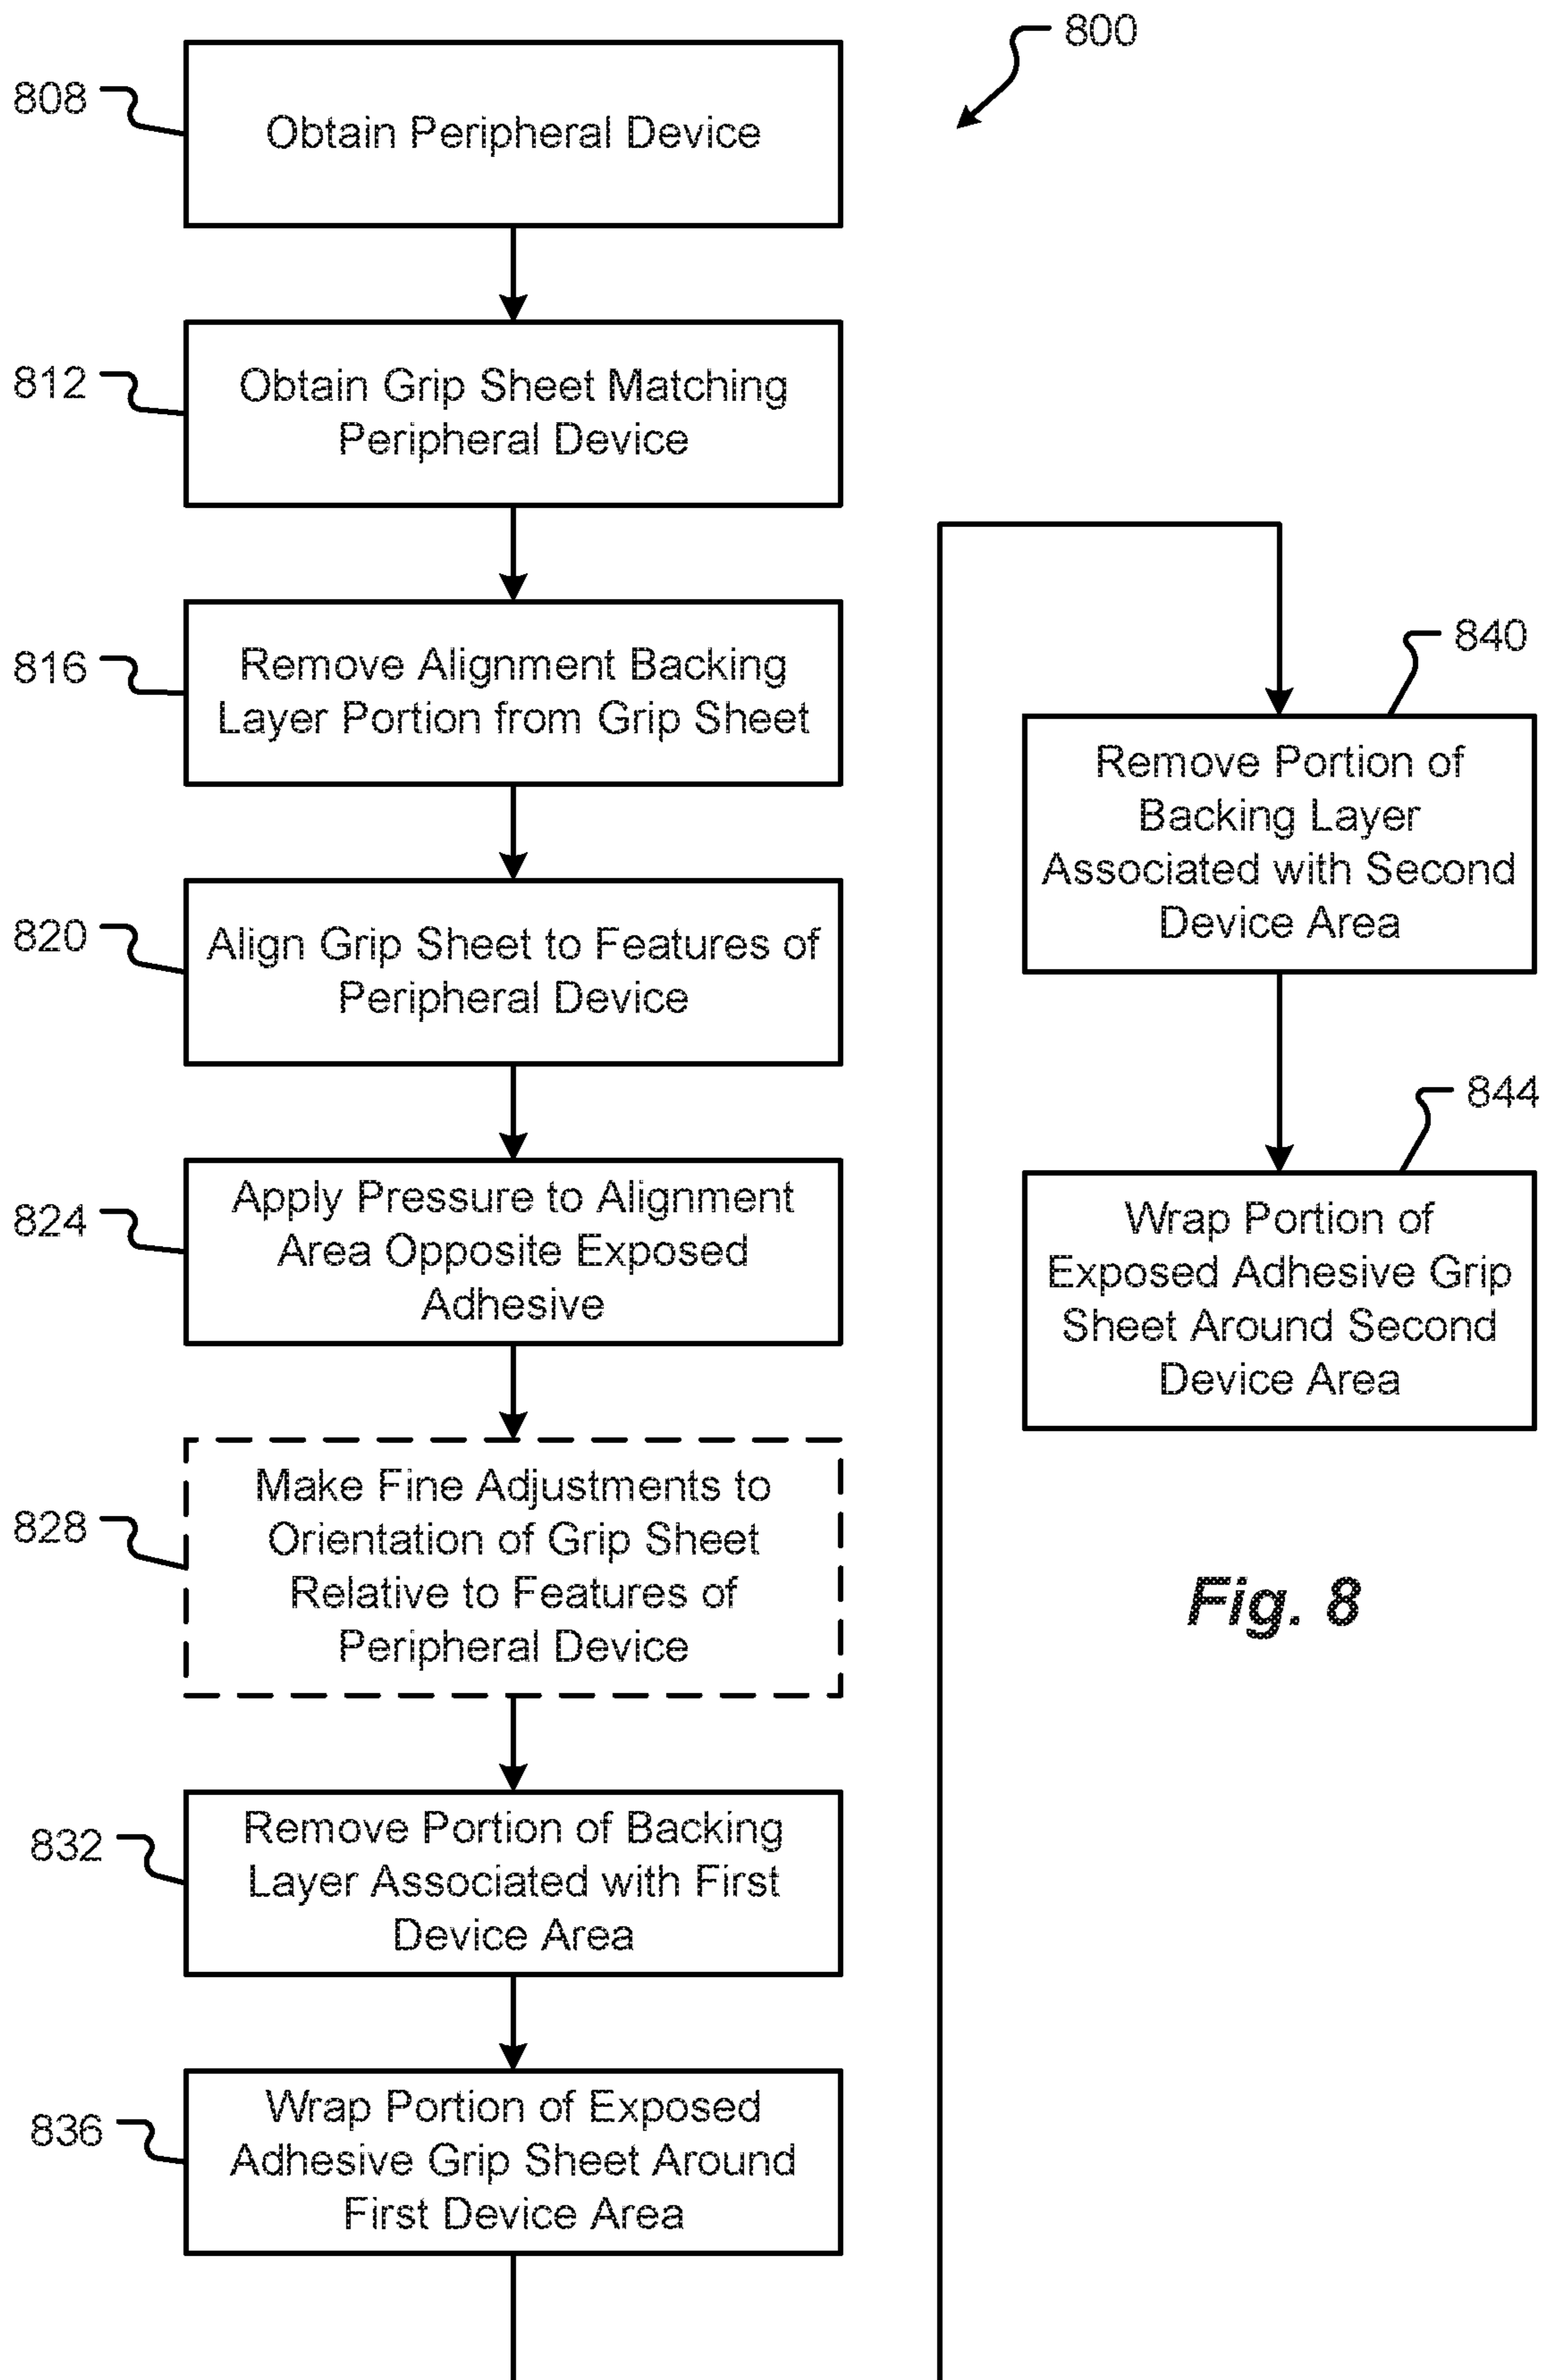 800
808
Obtain Peripheral Device
812
Obtain Grip Sheet Matching
Peripheral Device
816
Remove Alignment Backing
Layer Portion from Grip Sheet
820
Align Grip Sheet to Features of
Peripheral Device
824
Apply Pressure to Alignment
Area Opposite Exposed
Adhesive
828
Make Fine Adjustments to
Orientation of Grip Sheet
Relative to Features of
Peripheral Device
832
Remove Portion of Backing
Layer Associated with First
Device Area
836
Wrap Portion of Exposed
Adhesive Grip Sheet Around
First Device Area
840
Remove Portion of
Backing Layer
Associated with Second
Device Area
844
Wrap Portion of
Exposed Adhesive Grip
Sheet Around Second
Device Area
Fig. 8